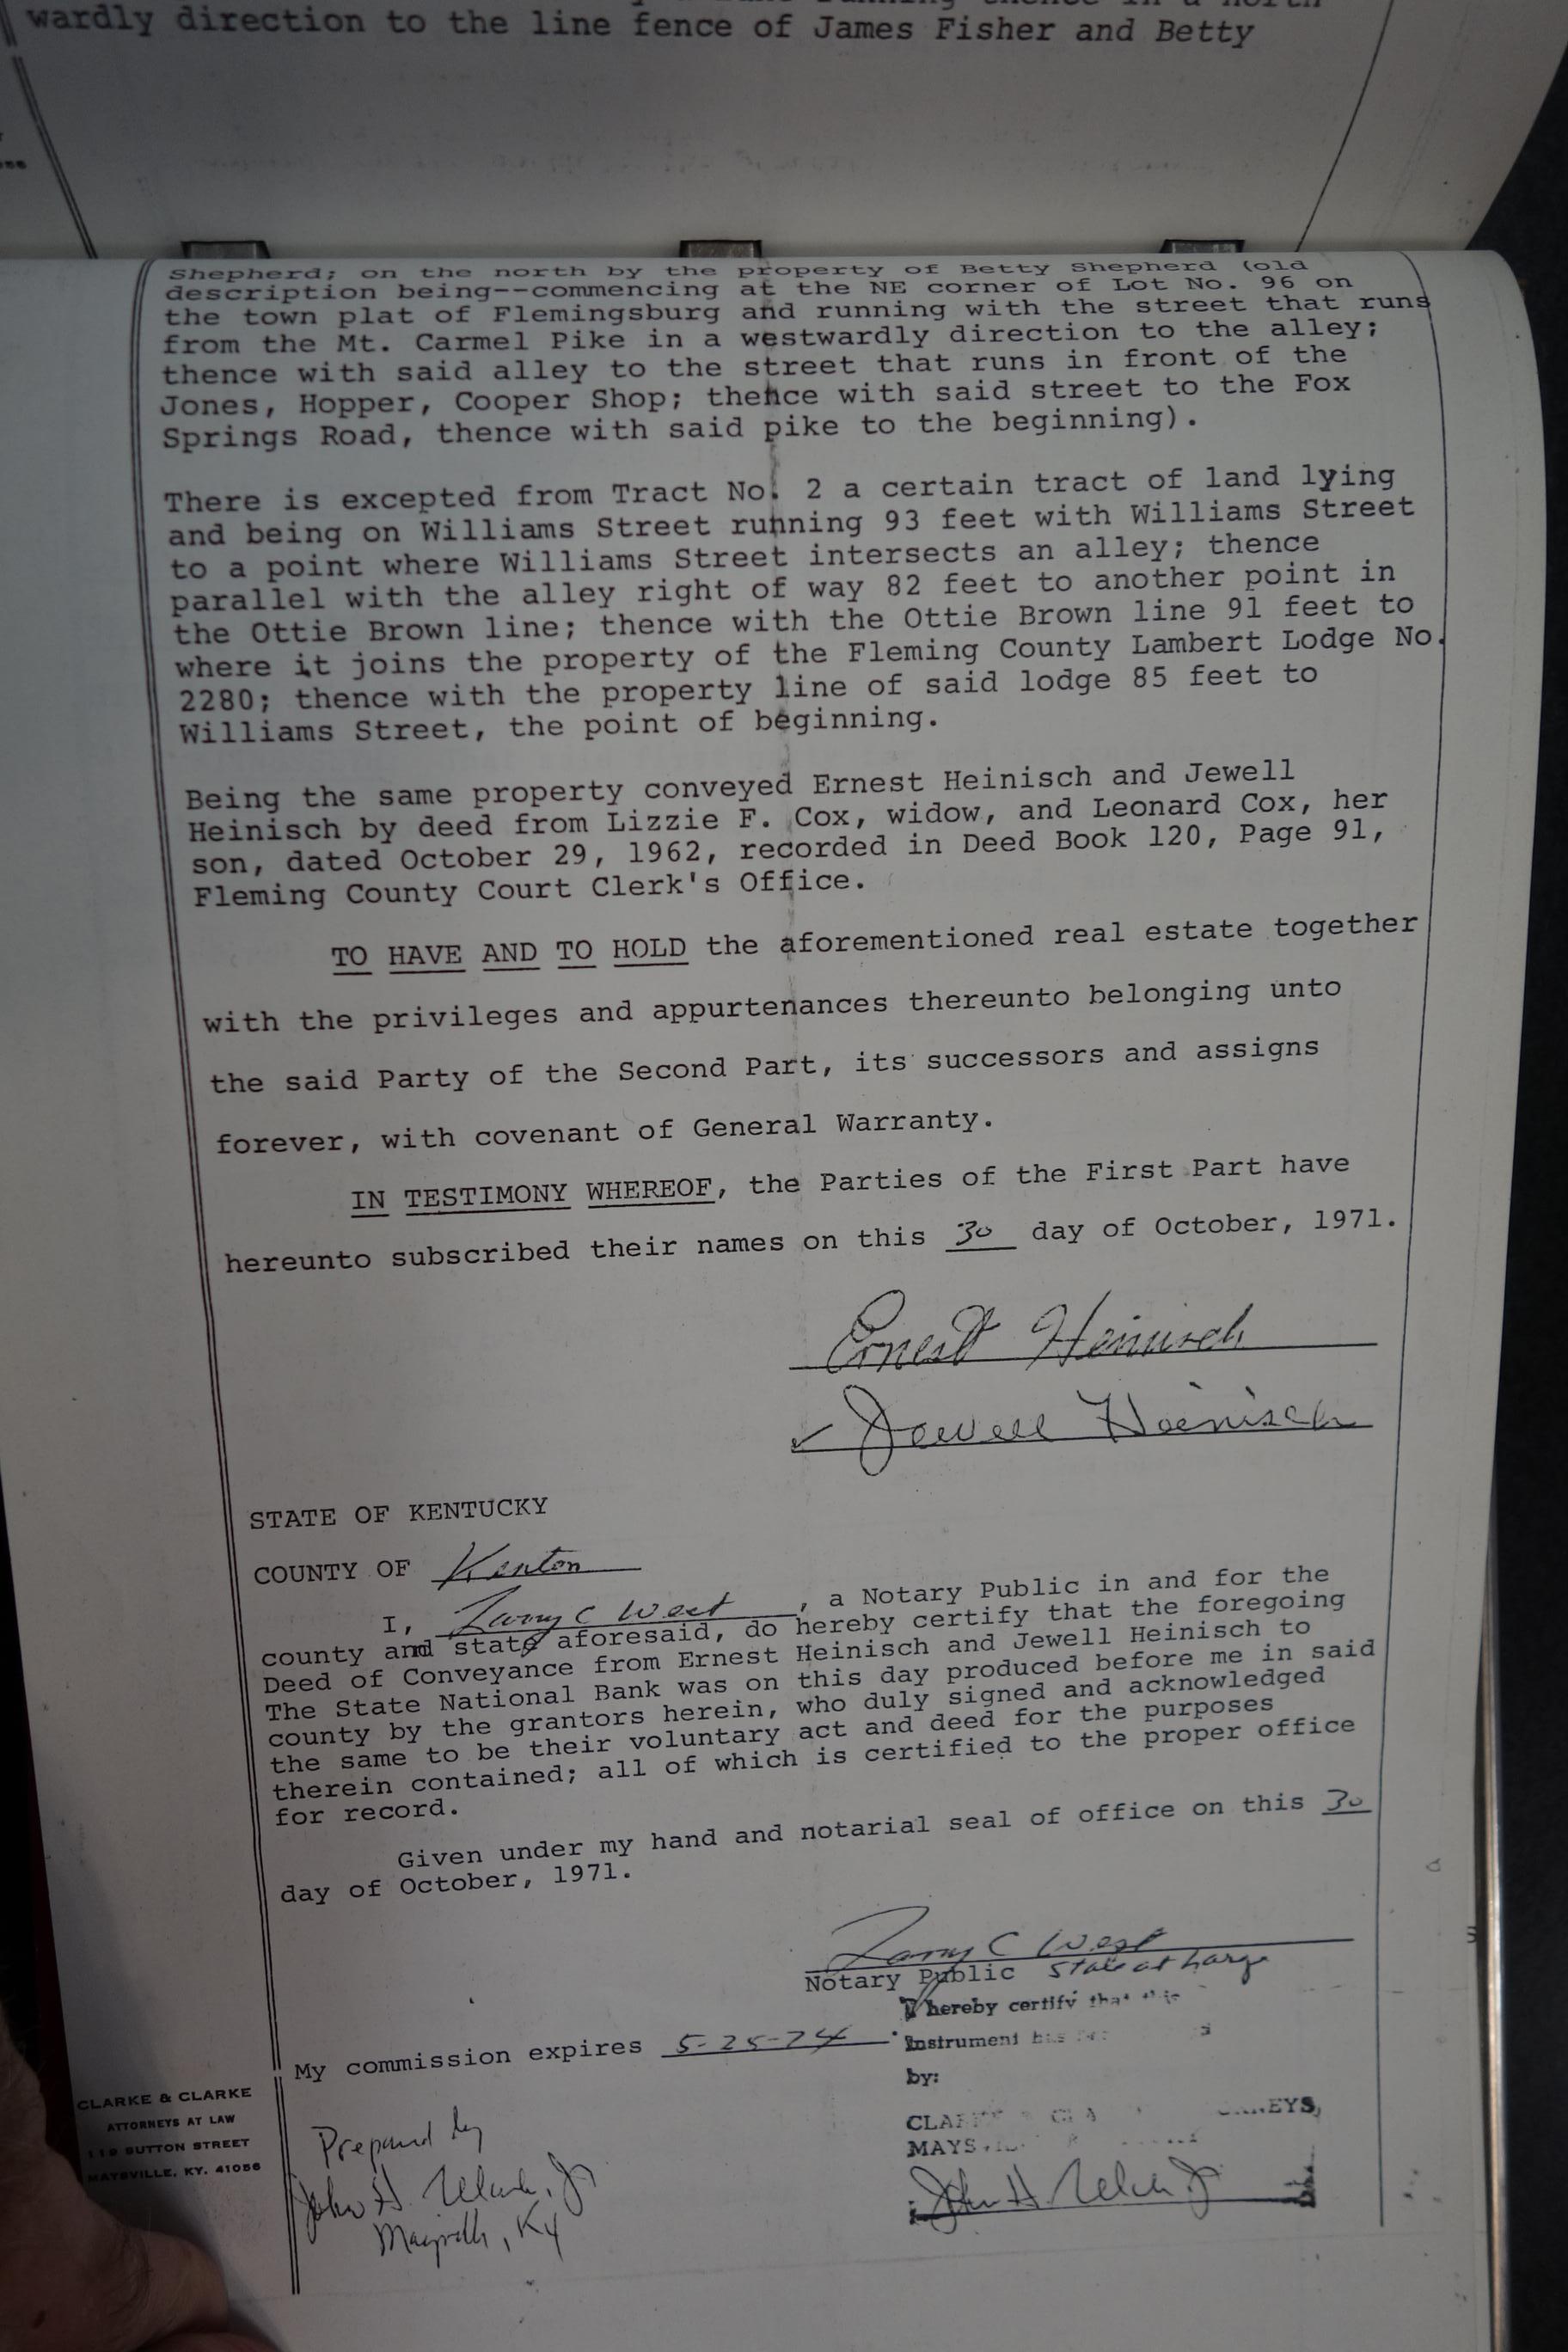 wardly direction to the line fence of James Fisher and Betty
Shepherd; on the north by the property of Betty Shepherd (old
description being--commencing at the NE corner of Lot No. 96 on
the town plat of Flemingsburg and running with the street that runs
from the Mt. Carmel Pike in a westwardly direction to the alley;
thence with said alley to the street that runs in front of the
Jones, Hopper, Cooper Shop; thence with said street to the Fox
Springs Road, thence with said pike to the beginning).
There is excepted from Tract No. 2 a certain tract of land lying
and being on Williams Street running 93 feet with Williams Street
to a point where Williams Street intersects an alley; thence
parallel with the alley right of way 82 feet to another point in
the Ottie Brown line; thence with the Ottie Brown line 91 feet to
where it joins the property of the Fleming County Lambert Lodge No.
2280; thence with the property line of said lodge 85 feet to
Williams Street, the point of beginning.
Being the same property conveyed Ernest Heinisch and Jewell
Heinisch by deed from Lizzie F. Cox, widow, and Leonard Cox, her
son, dated October 29, 1962, recorded in Deed Book 120, Page 91,
Fleming County Court Clerk's Office.
TO HAVE AND TO HOLD the aforementioned real estate together
with the privileges and appurtenances thereunto belonging unto
the said Party of the Second Part, its successors and assigns
forever, with covenant of General Warranty.
IN TESTIMONY WHEREOF, the Parties of the First Part have
hereunto subscribed their names on this 30 day of October, 1971.
Ernest Heinisch
Jewell Heinisch
STATE OF KENTUCKY
COUNTY OF Kenton
I, Larry C West, a Notary Public in and for the
county and state aforesaid, do hereby certify that the foregoing
Deed of Conveyance from Ernest Heinisch and Jewell Heinisch to
The State National Bank was on this day produced before me in said
county by the grantors herein, who duly signed and acknowledged
the same to be their voluntary act and deed for the purposes
therein contained; all of which is certified to the proper office
for record.
Given under my hand and notarial seal of office on this 30
day of October, 1971.
Larry C West
Notary Public State at Large
I hereby certify that this
Instrument has
My commission expires 5-25-74
by:
CLARKE & CLARKE
ATTORNEYS AT LAW
119 SUTTON STREET
MAYSVILLE, KY. 41056
Prepared by
John H. Clarke, Jr
Maysville, Ky
John H. Clarke Jr